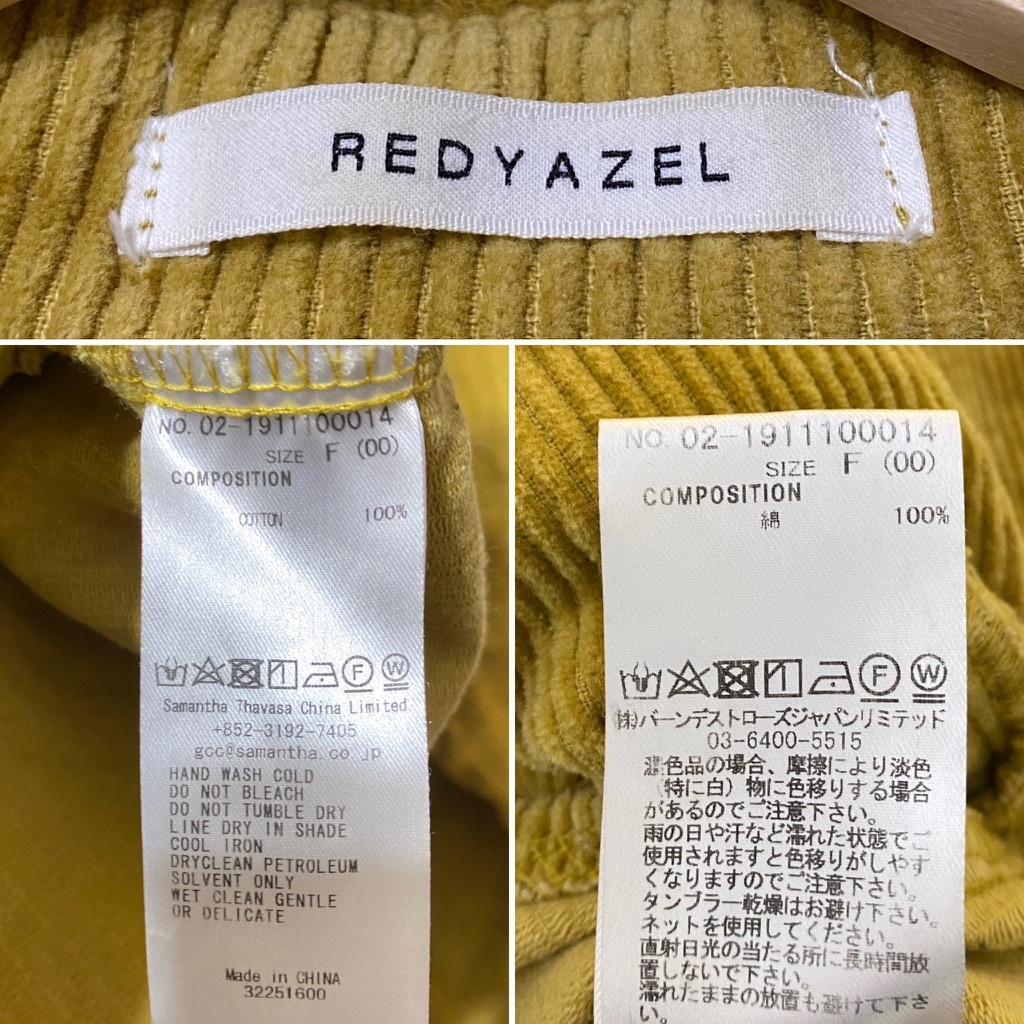 REDYAZEL
NO. 02-1911100014
SIZE F (00)
COMPOSITION
COTTON 100%
F W
Samantha Thavasa China Limited
+852-3192-7405
gcc@samantha.co.jp
HAND WASH COLD
DO NOT BLEACH
DO NOT TUMBLE DRY
LINE DRY IN SHADE
COOL IRON
DRYCLEAN PETROLEUM
SOLVENT ONLY
WET CLEAN GENTLE
OR DELICATE
Made in CHINA
32251600
NO. 02-1911100014
SIZE F (00)
COMPOSITION
綿 100%
F W
㈱バーンデストローズジャパンリミテッド
03-6400-5515
濃色品の場合、摩擦により淡色
(特に白)物に色移りする場合
があるのでご注意下さい。
雨の日や汗など濡れた状態でご
使用されますと色移りがしやす
くなりますのでご注意下さい。
タンブラー乾燥はお避け下さい。
ネットを使用してください。
直射日光の当たる所に長時間放
置しないで下さい。
濡れたままの放置も避けて下さ
い。